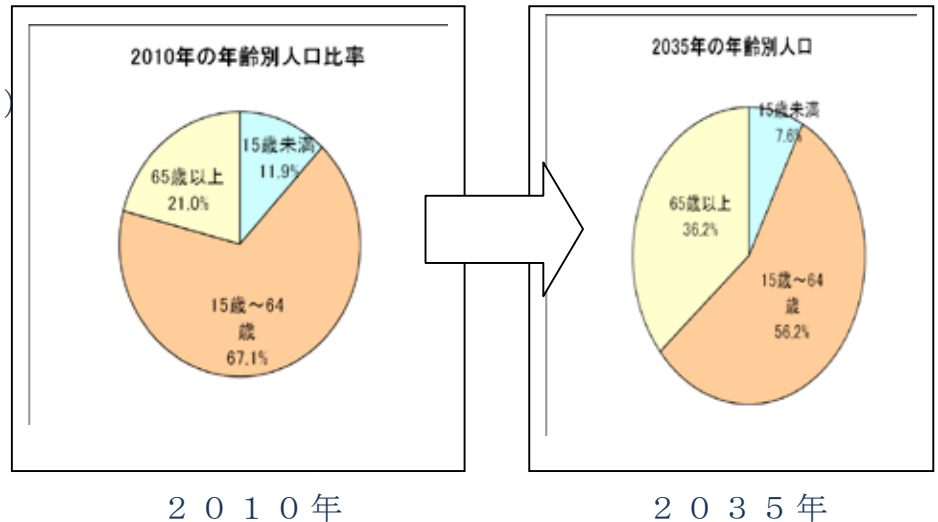 )
2010年の年齢別人口比率
15歳未満
11.9%
65歳以上
21.0%
15歳～64
歳
67.1%
2035年の年齢別人口
15歳未満
7.6%
65歳以上
36.2%
15歳～64
歳
56.2%
２０１０年
２０３５年